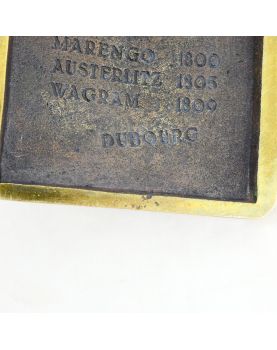 MARENGO 1800
AUSTERLITZ 1805
WAGRAM 1809
DUBOURG